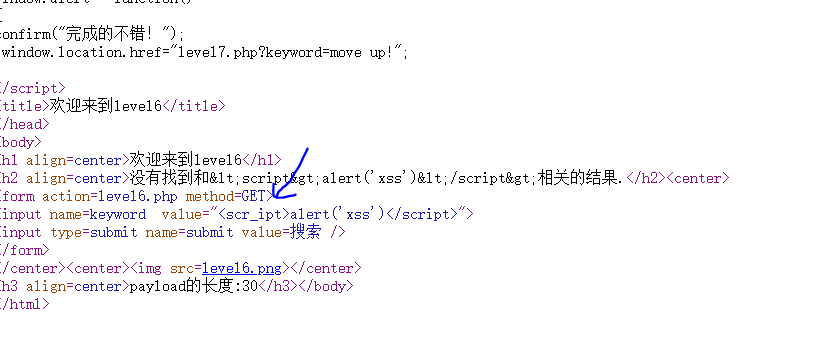 window.alert = function()
confirm("完成的不错！");
window.location.href="level7.php?keyword=move up!";
/script>
title>欢迎来到level6</title>
/head>
body>
h1 align=center>欢迎来到level6</h1>
h2 align=center>没有找到和&lt;script&gt;alert('xss')&lt;/script&gt;相关的结果.</h2><center>
form action=level6.php method=GET>
input name=keyword  value="<scr_ipt>alert('xss')</script>">
input type=submit name=submit value=搜索 />
/form>
/center><center><img src=level6.png></center>
h3 align=center>payload的长度:30</h3></body>
/html>